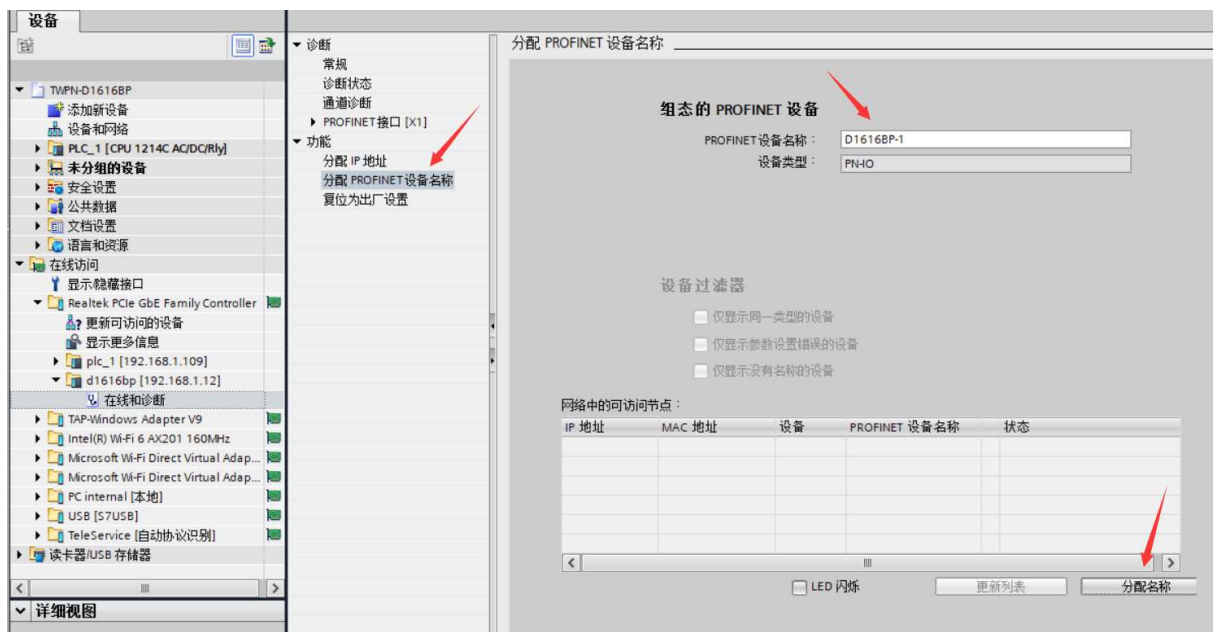 设备
TWPN-D1616BP
添加新设备
设备和网络
PLC_1 [CPU 1214C AC/DC/Rly]
未分组的设备
安全设置
公共数据
文档设置
语言和资源
在线访问
显示/隐藏接口
Realtek PCIe GbE Family Controller
更新可访问的设备
显示更多信息
plc_1 [192.168.1.109]
d1616bp [192.168.1.12]
在线和诊断
TAP-Windows Adapter V9
Intel(R) Wi-Fi 6 AX201 160MHz
Microsoft Wi-Fi Direct Virtual Adap...
Microsoft Wi-Fi Direct Virtual Adap...
PC internal [本地]
USB [S7USB]
TeleService [自动协议识别]
读卡器/USB 存储器
详细视图
诊断
常规
诊断状态
通道诊断
PROFINET接口 [X1]
功能
分配 IP 地址
分配 PROFINET设备名称
复位为出厂设置
分配 PROFINET 设备名称
组态的 PROFINET 设备
PROFINET设备名称： D1616BP-1
设备类型： PN-IO
设备过滤器
仅显示同一类型的设备
仅显示参数设置错误的设备
仅显示没有名称的设备
网络中的可访问节点：
IP 地址 MAC 地址 设备 PROFINET 设备名称 状态
LED 闪烁 更新列表 分配名称